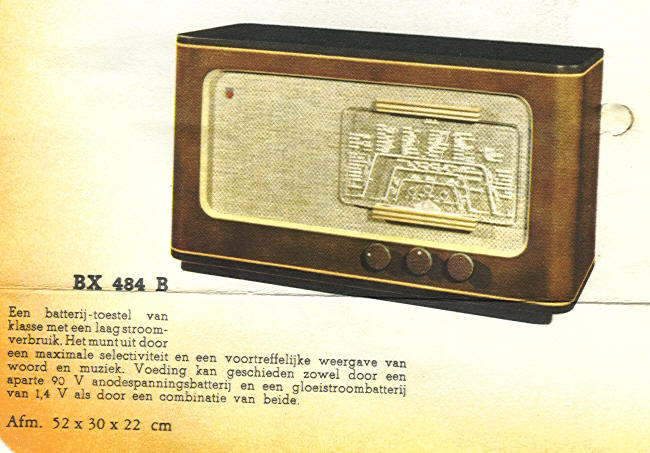 BX 484 B
Een batterij-toestel van
klasse met een laag stroom-
verbruik. Het munt uit door
een maximale selectiviteit en een voortreffelijke weergave van
woord en muziek. Voeding kan geschieden zowel door een
aparte 90 V anodespanningsbatterij en een gloeistroombatterij
van 1,4 V als door een combinatie van beide.
Afm. 52 x 30 x 22 cm